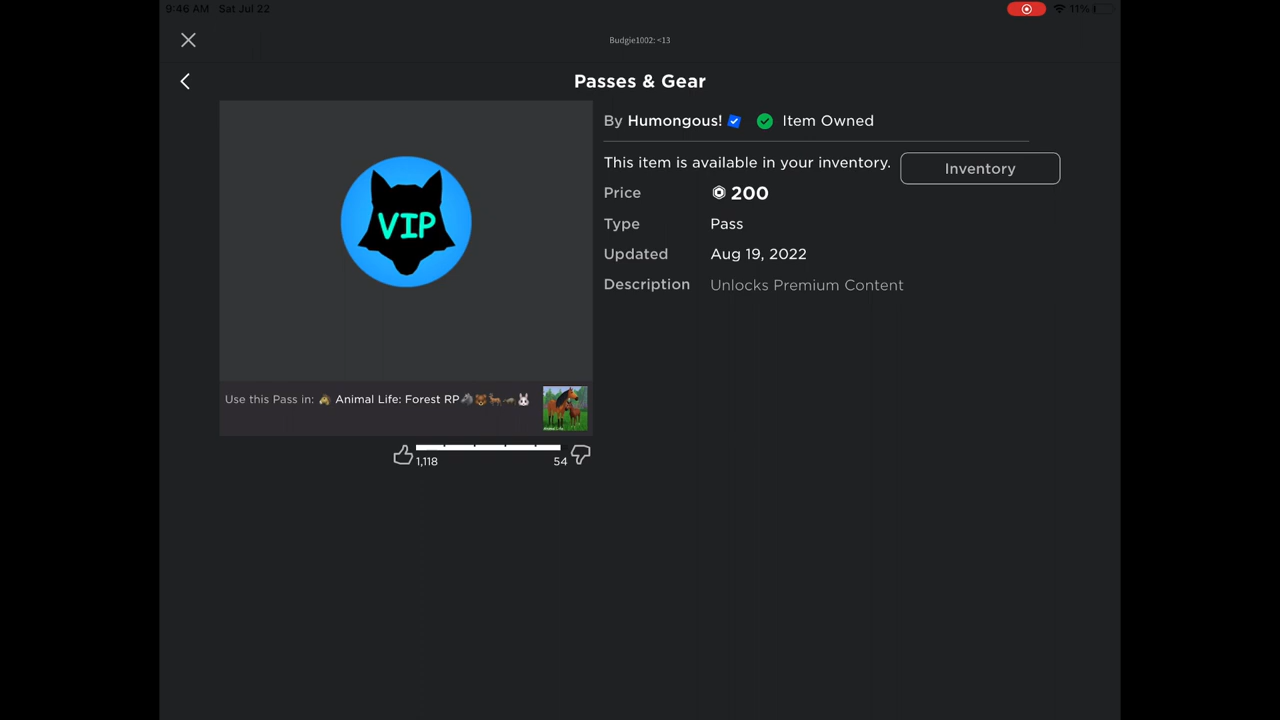 9:46 AM Sat Jul 22
11%
Budgie1002: <13
Passes & Gear
By Humongous! Item Owned
This item is available in your inventory.
Inventory
Price 200
Type Pass
Updated Aug 19, 2022
Description Unlocks Premium Content
VIP
Use this Pass in: 🙈 Animal Life: Forest RP🐴🐻🦌🦦🐰
1,118
54